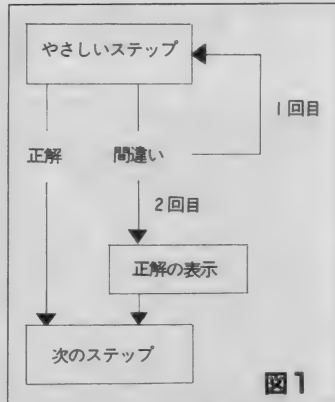 やさしいステップ
1回目
正解
間違い
2回目
正解の表示
次のステップ
図1